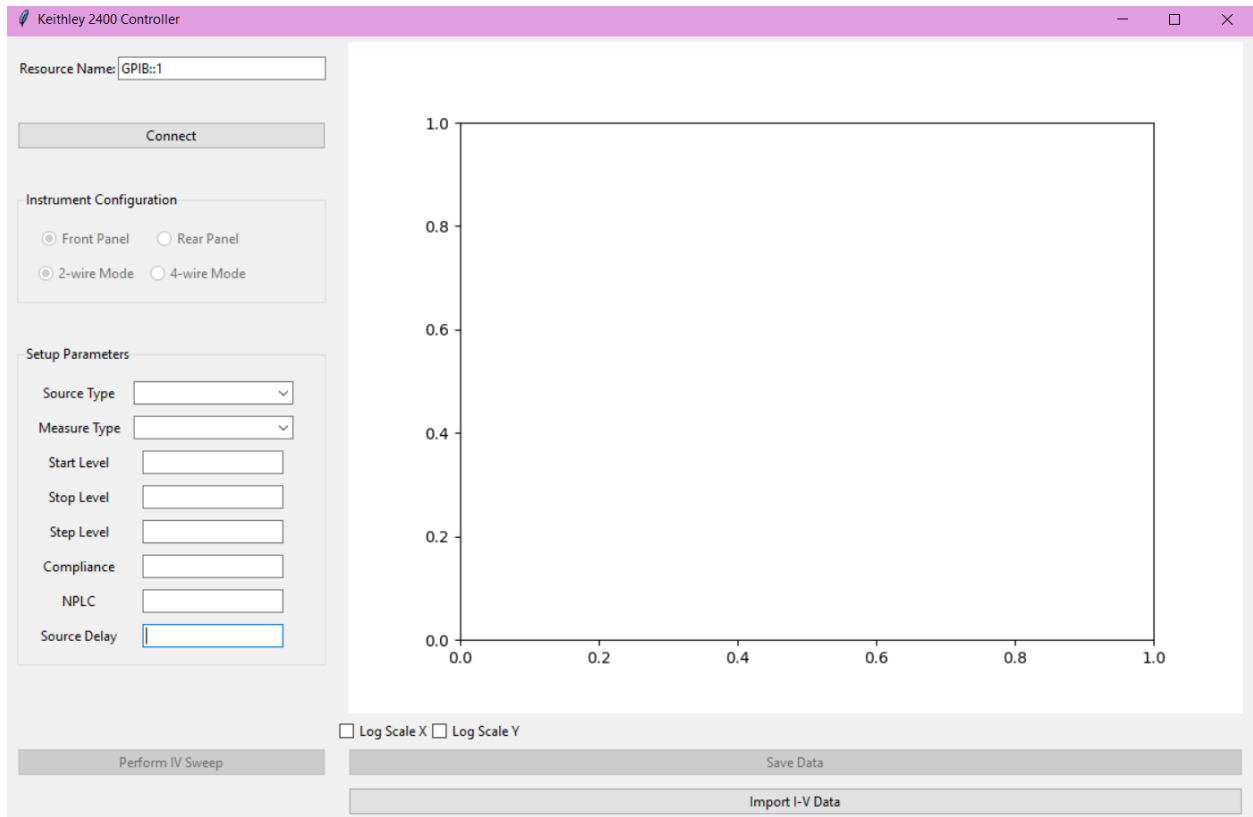 Keithley 2400 Controller
Resource Name: GPIB::1
Connect
Instrument Configuration
Front Panel Rear Panel
2-wire Mode 4-wire Mode
Setup Parameters
Source Type
Measure Type
Start Level
Stop Level
Step Level
Compliance
NPLC
Source Delay
Perform IV Sweep
1.0
0.8
0.6
0.4
0.2
0.0
0.0 0.2 0.4 0.6 0.8 1.0
Log Scale X Log Scale Y
Save Data
Import I-V Data